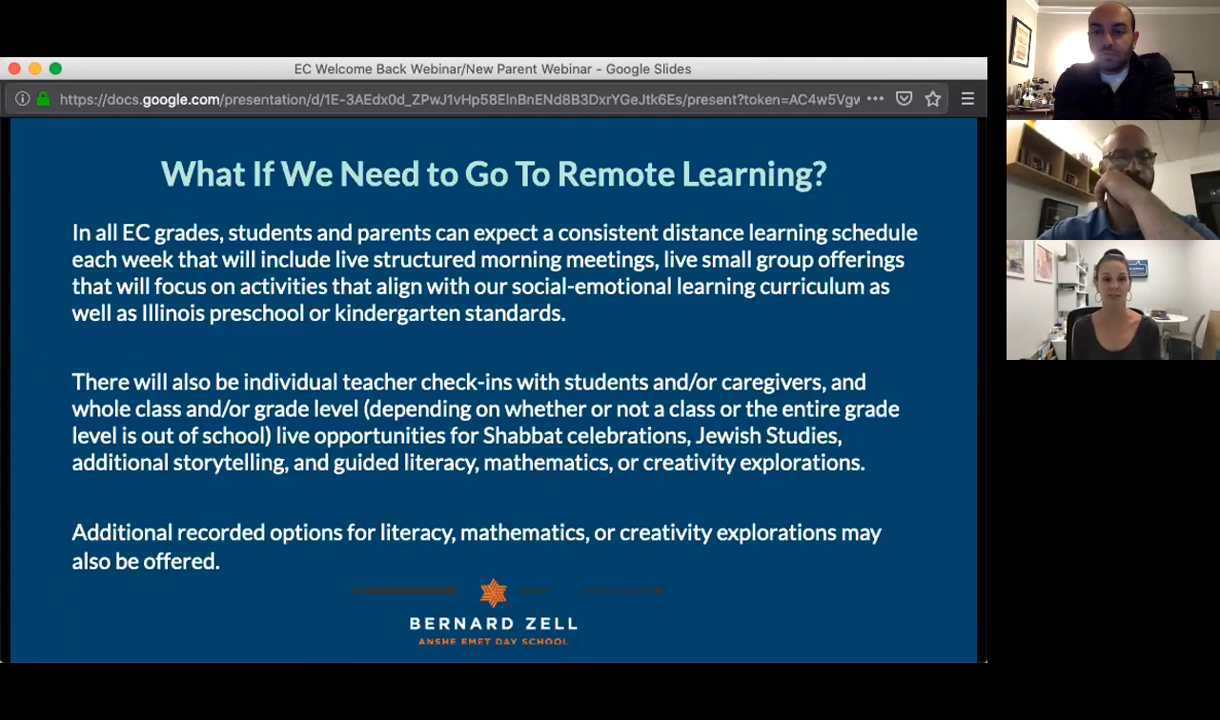 EC Welcome Back Webinar/New Parent Webinar - Google Slides
https://docs.google.com/presentation/d/1E-3AEdx0d_ZPwJ1vHp58ElnBnENd8B3DxrYGeJtk6Es/present?token=AC4w5Vgw
What If We Need to Go To Remote Learning?
In all EC grades, students and parents can expect a consistent distance learning schedule
each week that will include live structured morning meetings, live small group offerings
that will focus on activities that align with our social-emotional learning curriculum as
well as Illinois preschool or kindergarten standards.
There will also be individual teacher check-ins with students and/or caregivers, and
whole class and/or grade level (depending on whether or not a class or the entire grade
level is out of school) live opportunities for Shabbat celebrations, Jewish Studies,
additional storytelling, and guided literacy, mathematics, or creativity explorations.
Additional recorded options for literacy, mathematics, or creativity explorations may
also be offered.
BERNARD ZELL
ANSHE EMET DAY SCHOOL